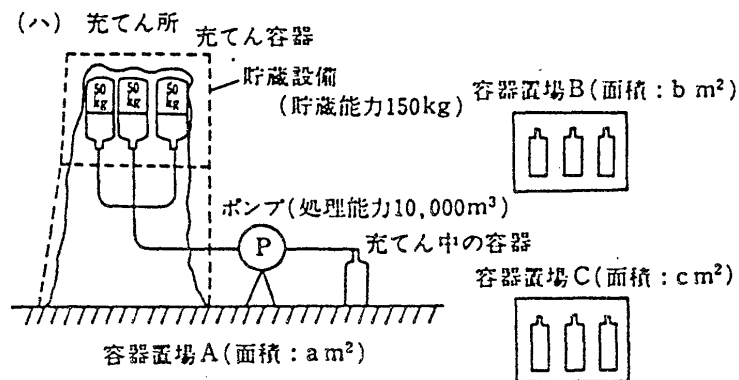 (ハ) 充てん所
充てん容器
50 kg
50 kg
50 kg
貯蔵設備
(貯蔵能力150kg)
容器置場B(面積:b m²)
ポンプ(処理能力10,000m³)
P
充てん中の容器
容器置場C(面積:c m²)
容器置場A(面積:a m²)